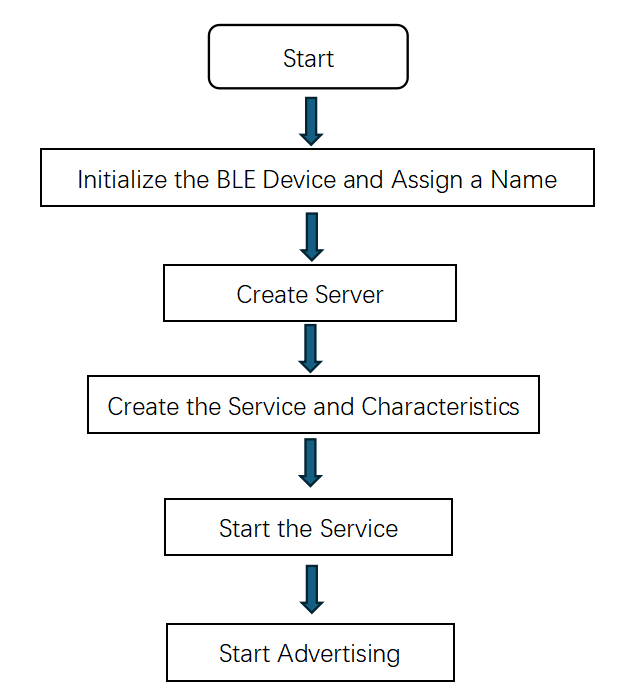 Start
Initialize the BLE Device and Assign a Name
Create Server
Create the Service and Characteristics
Start the Service
Start Advertising